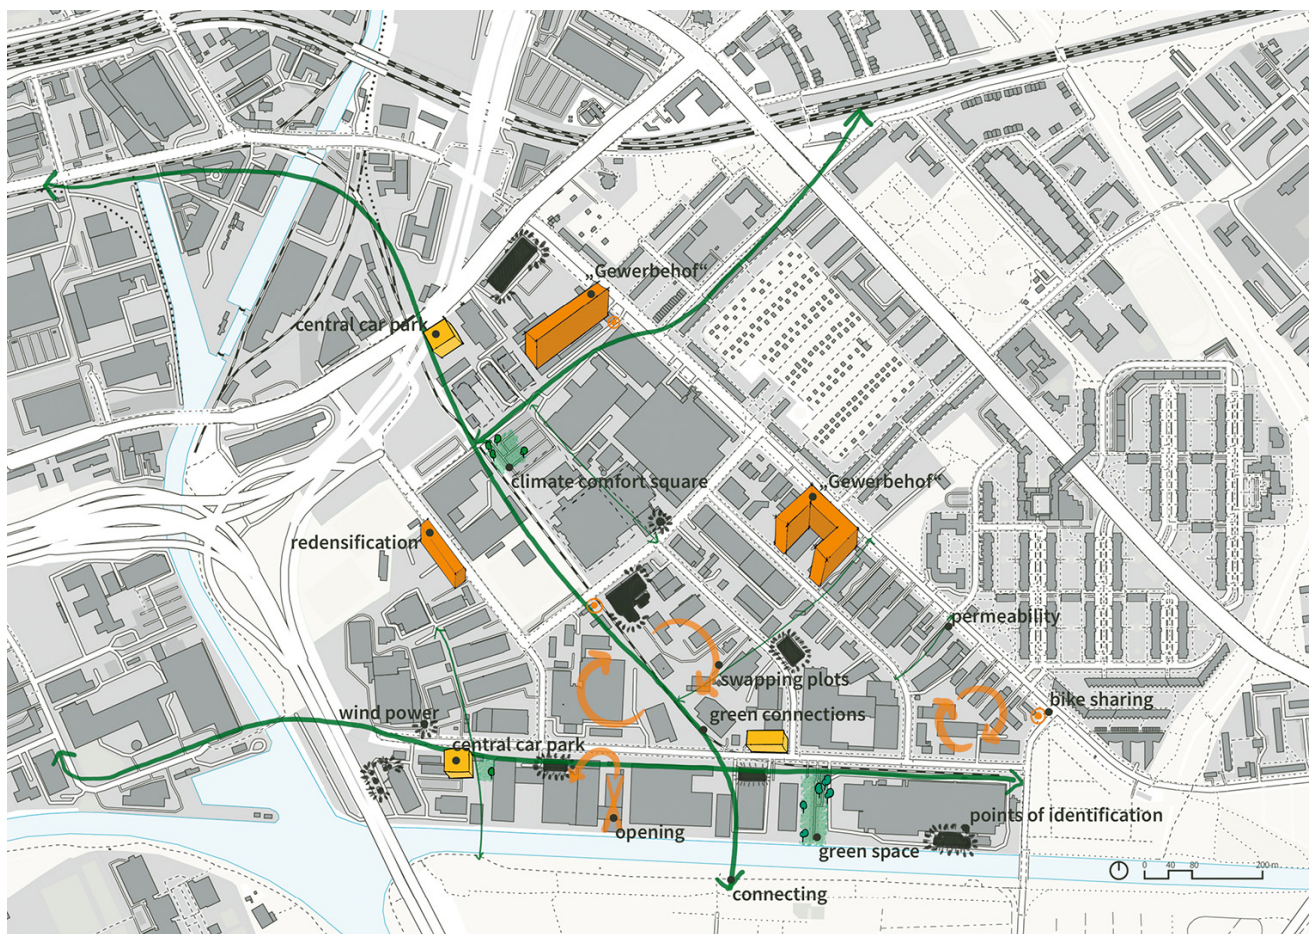 „Gewerbehof“
central car park
climate comfort square
„Gewerbehof“
redensification
permeability
swapping plots
bike sharing
wind power
green connections
central car park
points of identification
opening
green space
0 40 80 200 m
connecting